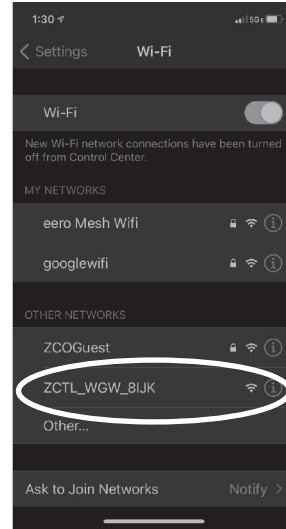 1:30
5G E
Settings Wi-Fi
Wi-Fi
New Wi-Fi network connections have been turned
off from Control Center.
MY NETWORKS
eero Mesh Wifi
googlewifi
OTHER NETWORKS
ZCOGuest
ZCTL_WGW_8IJK
Other...
Ask to Join Networks Notify